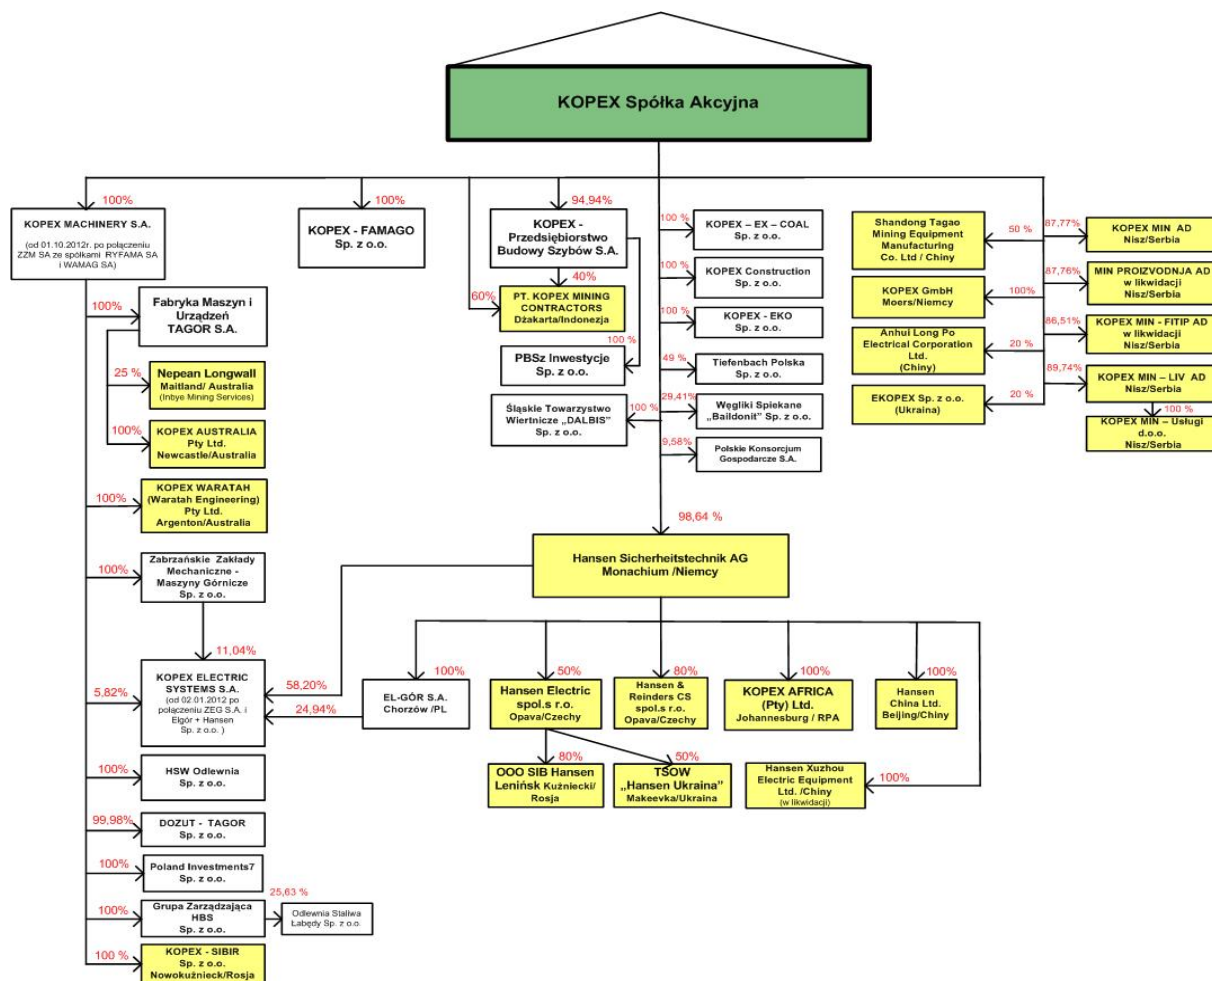 KOPEX Spółka Akcyjna
100%
KOPEX MACHINERY S.A.
(od 01.10.2012r. po połączeniu
ZZM SA ze spółkami RYFAMA SA
i WAMAG SA)
100%
KOPEX - FAMAGO
Sp. z o.o.
94,94%
KOPEX -
Przedsiębiorstwo
Budowy Szybów S.A.
40%
60%
PT. KOPEX MINING
CONTRACTORS
Dżakarta/Indonezja
100 %
PBSz Inwestycje
Sp. z o.o.
Śląskie Towarzystwo
Wiertnicze „DALBIS”
Sp. z o.o.
100 %
100 %
KOPEX – EX – COAL
Sp. z o.o.
100 %
KOPEX Construction
Sp. z o.o.
100 %
KOPEX - EKO
Sp. z o.o.
49 %
Tiefenbach Polska
Sp. z o.o.
29,41%
Węgliki Spiekane
„Baildonit” Sp. z o.o.
9,58%
Polskie Konsorcjum
Gospodarcze S.A.
Shandong Tagao
Mining Equipment
Manufacturing
Co. Ltd / Chiny
50 %
KOPEX GmbH
Moers/Niemcy
100%
Anhui Long Po
Electrical Corporation
Ltd.
(Chiny)
20 %
EKOPEX Sp. z o.o.
(Ukraina)
20 %
87,77%
KOPEX MIN AD
Nisz/Serbia
87,76%
MIN PROIZVODNJA AD
w likwidacji
Nisz/Serbia
86,51%
KOPEX MIN - FITIP AD
w likwidacji
Nisz/Serbia
89,74%
KOPEX MIN – LIV AD
Nisz/Serbia
100 %
KOPEX MIN – Usługi
d.o.o.
Nisz/Serbia
100%
Fabryka Maszyn i
Urządzeń
TAGOR S.A.
25 %
Nepean Longwall
Maitland/ Australia
(Inbye Mining Services)
100%
KOPEX AUSTRALIA
Pty Ltd.
Newcastle/Australia
100%
KOPEX WARATAH
(Waratah Engineering)
Pty Ltd.
Argenton/Australia
100%
Zabrzańskie Zakłady
Mechaniczne -
Maszyny Górnicze
Sp. z o.o.
11,04%
5,82%
KOPEX ELECTRIC
SYSTEMS S.A.
(od 02.01.2012 po
połączeniu ZEG S.A. i
Elgór + Hansen
Sp. z o.o. )
58,20%
24,94%
98,64 %
Hansen Sicherheitstechnik AG
Monachium /Niemcy
100%
EL-GÓR S.A.
Chorzów /PL
50%
Hansen Electric
spol.s r.o.
Opava/Czechy
80%
Hansen &
Reinders CS
spol.s r.o.
Opava/Czechy
100%
KOPEX AFRICA
(Pty) Ltd.
Johannesburg / RPA
100%
Hansen
China Ltd.
Beijing/Chiny
80%
OOO SIB Hansen
Lenińsk Kuźniecki/
Rosja
50%
TSOW
„Hansen Ukraina”
Makeevka/Ukraina
Hansen Xuzhou
Electric Equipment
Ltd. /Chiny
(w likwidacji)
100%
100%
HSW Odlewnia
Sp. z o.o.
99,98%
DOZUT - TAGOR
Sp. z o.o.
100%
Poland Investments7
Sp. z o.o.
100%
Grupa Zarządzająca
HBS
Sp. z o.o.
25,63 %
Odlewnia Staliwa
Łabędy Sp. z o.o.
100 %
KOPEX - SIBIR
Sp. z o.o.
Nowokuźnieck/Rosja